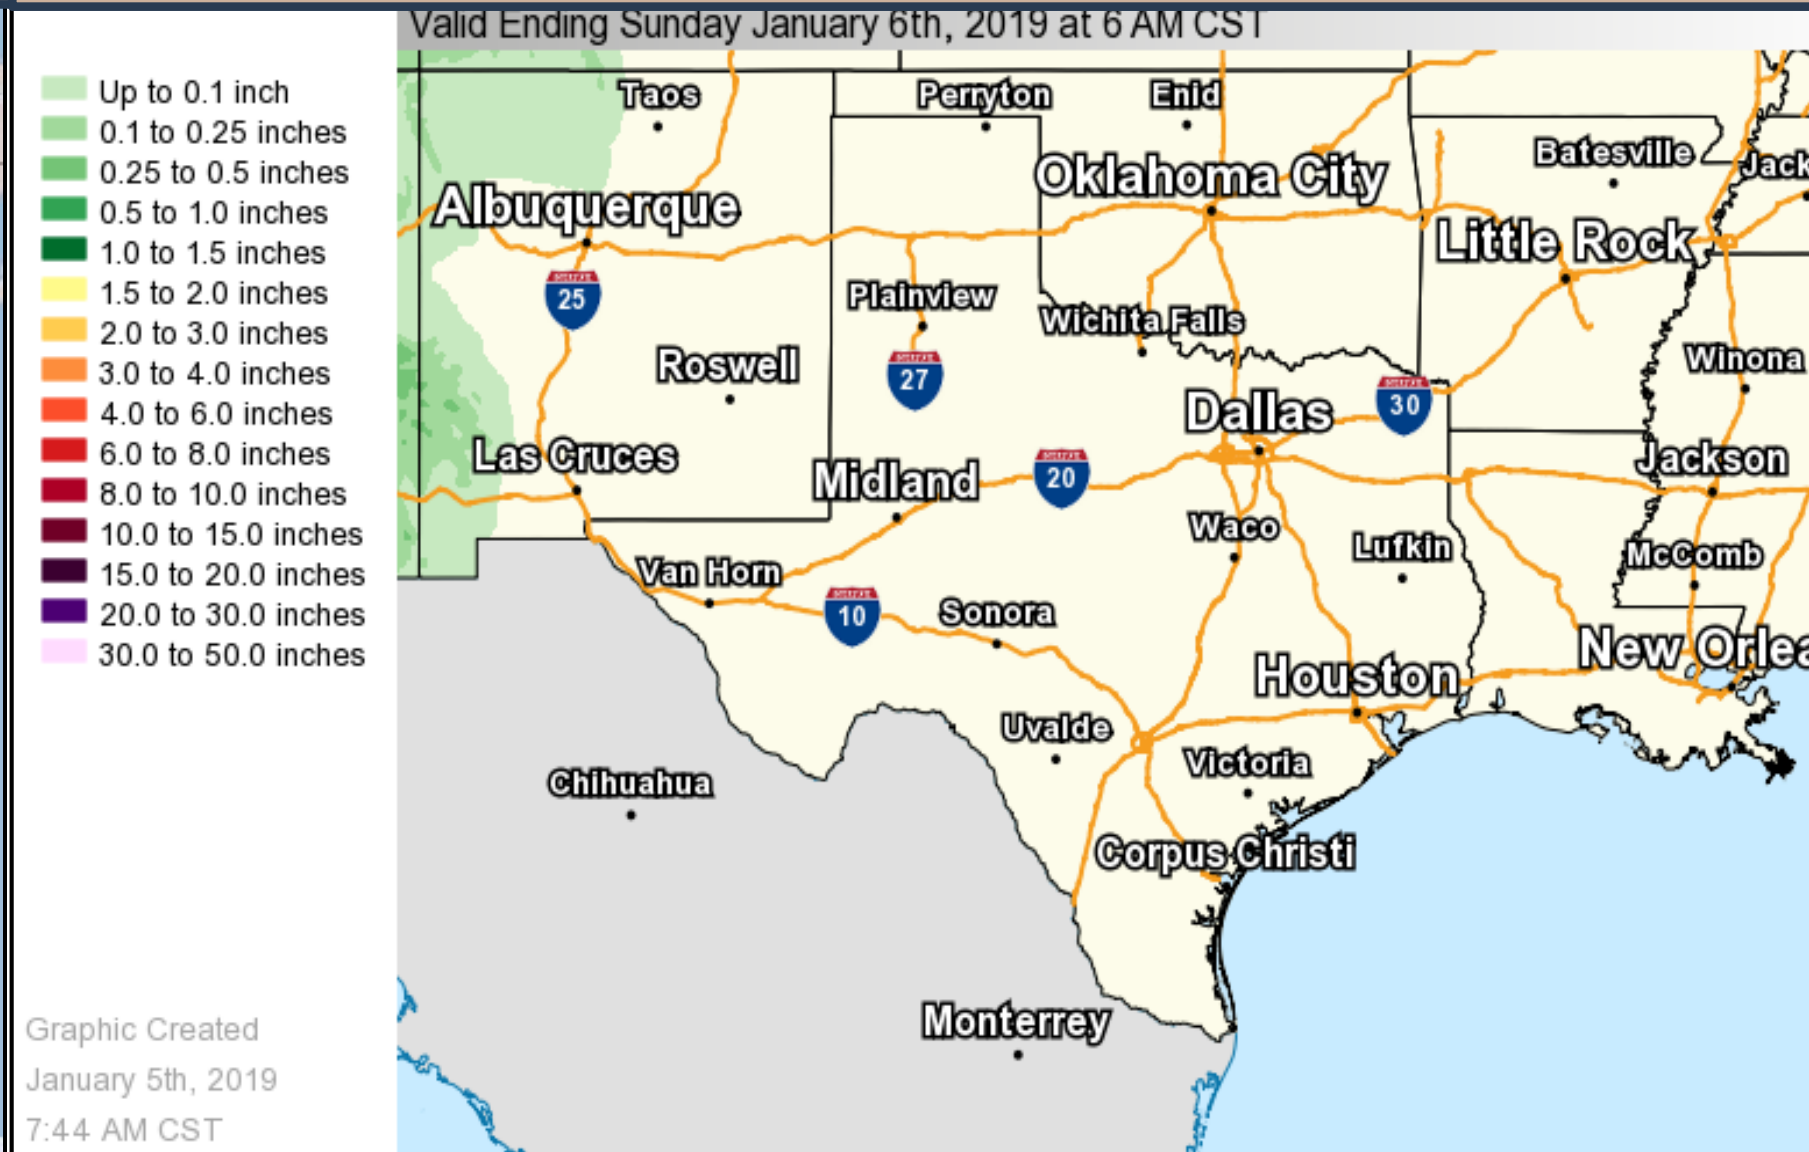 Valid Ending Sunday January 6th, 2019 at 6 AM CST
Up to 0.1 inch
0.1 to 0.25 inches
0.25 to 0.5 inches
0.5 to 1.0 inches
1.0 to 1.5 inches
1.5 to 2.0 inches
2.0 to 3.0 inches
3.0 to 4.0 inches
4.0 to 6.0 inches
6.0 to 8.0 inches
8.0 to 10.0 inches
10.0 to 15.0 inches
15.0 to 20.0 inches
20.0 to 30.0 inches
30.0 to 50.0 inches
Graphic Created
January 5th, 2019
7:44 AM CST
Taos
Perryton
Enid
Batesville
Jack
Oklahoma City
Albuquerque
Little Rock
25
Plainview
Wichita Falls
Roswell
27
Winona
30
Dallas
Las Cruces
Midland
20
Jackson
Waco
Lufkin
McComb
Van Horn
10
Sonora
New Orlea
Houston
Uvalde
Victoria
Chihuahua
Corpus Christi
Monterrey